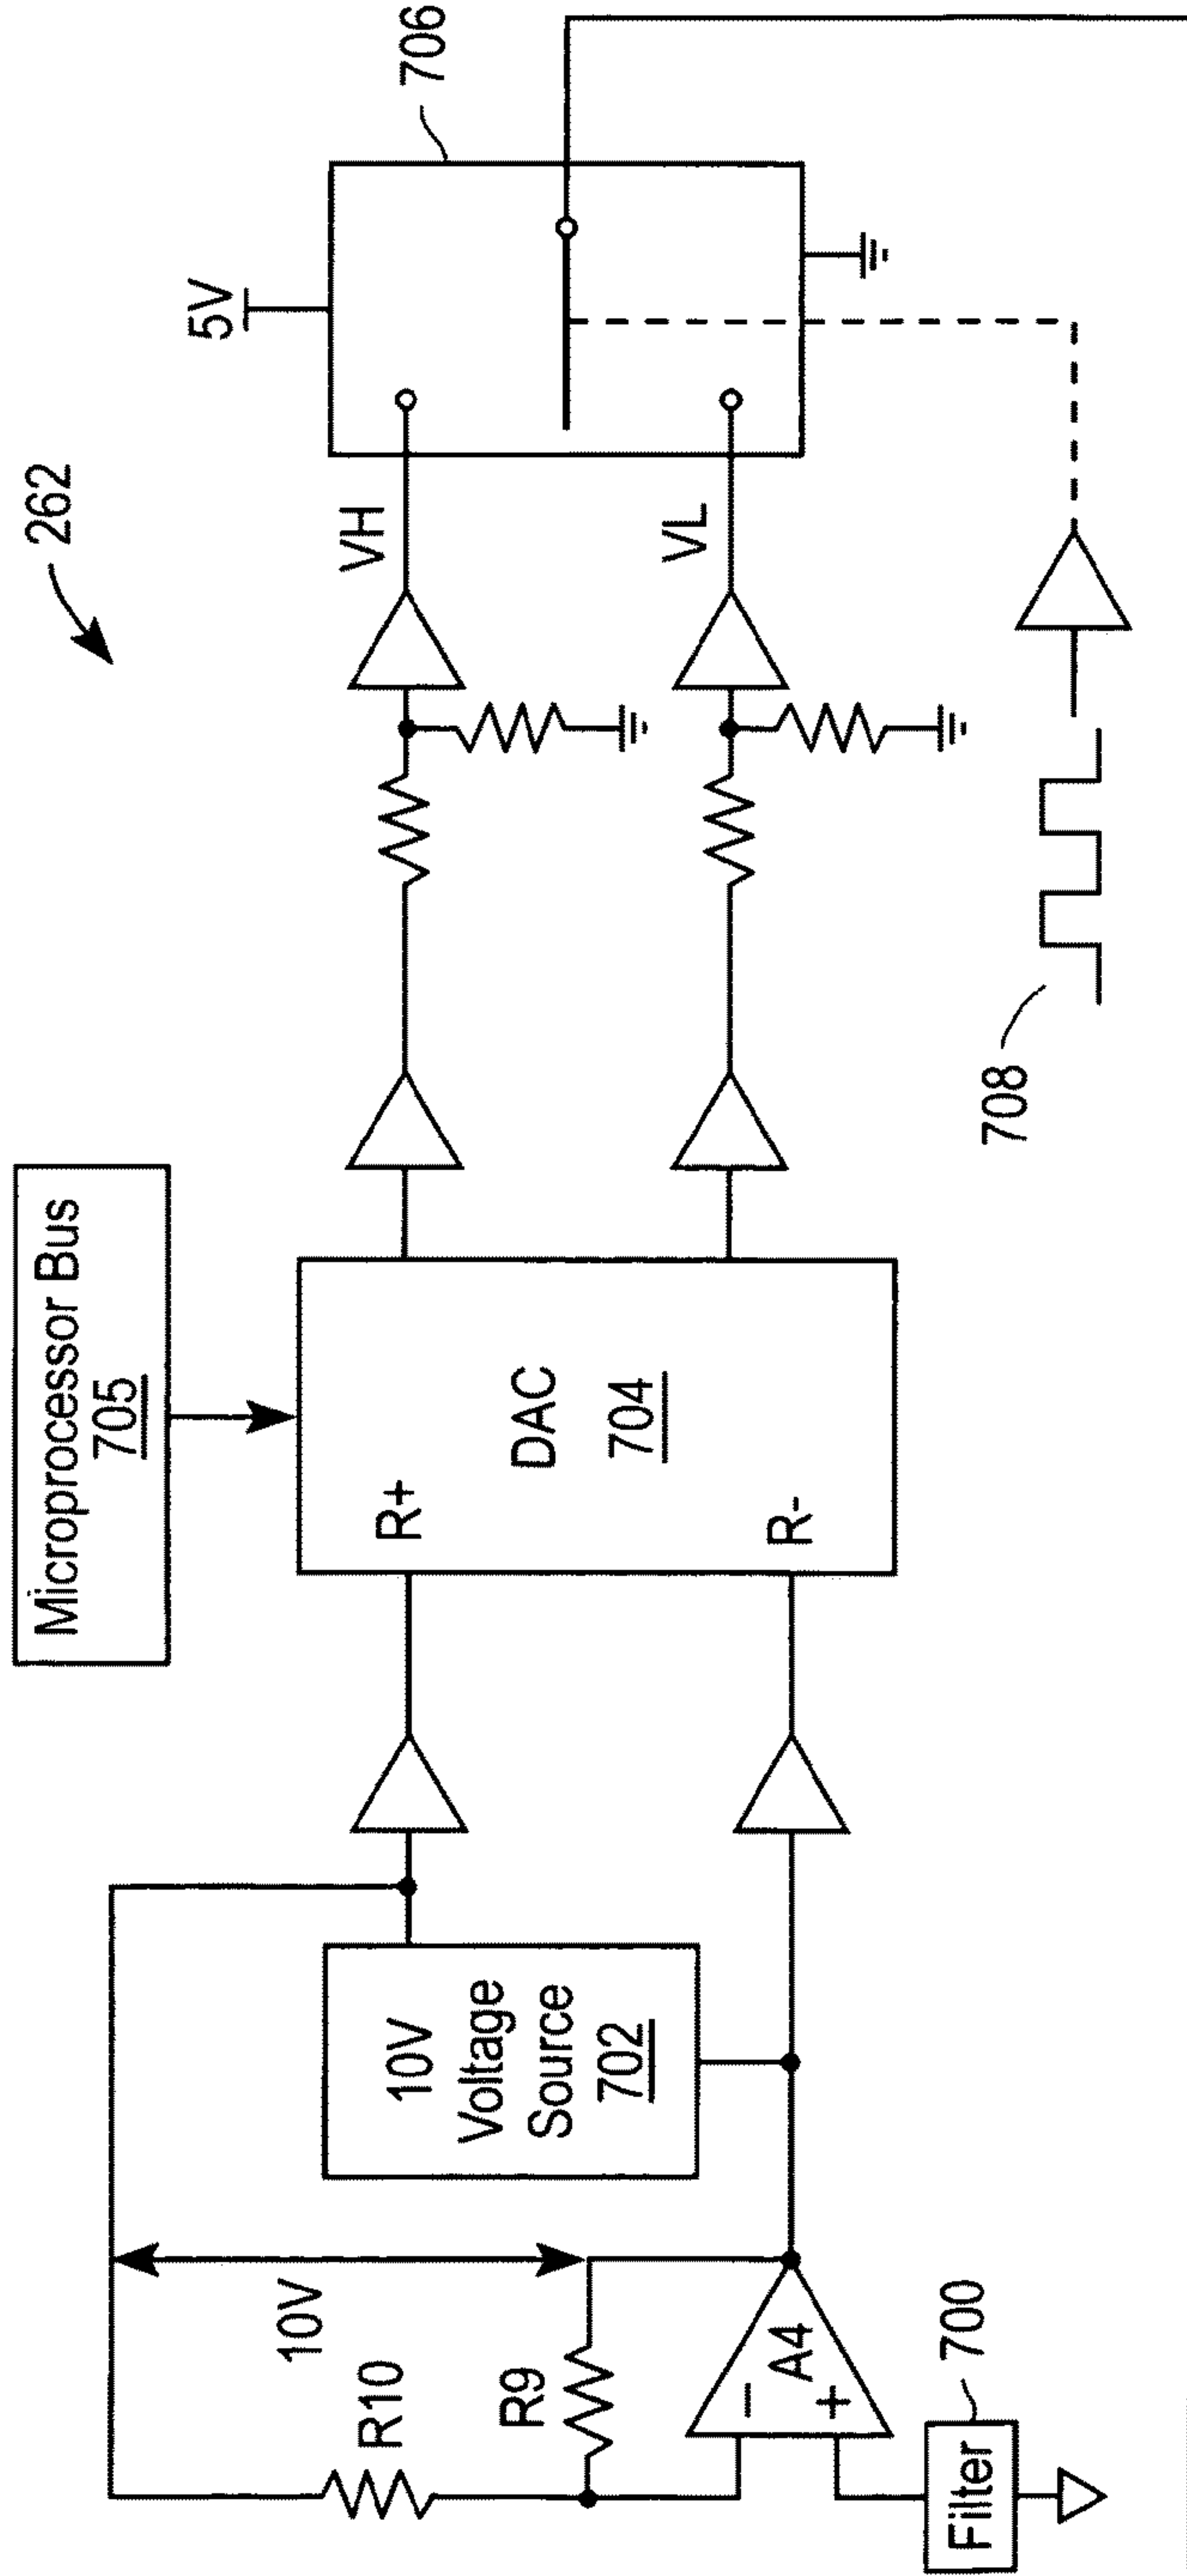 262
Microprocessor Bus
705
5V
706
10V
R10
R9
10V
Voltage
Source
702
R+
R-
DAC
704
VH
VL
A4
−
+
Filter
700
708